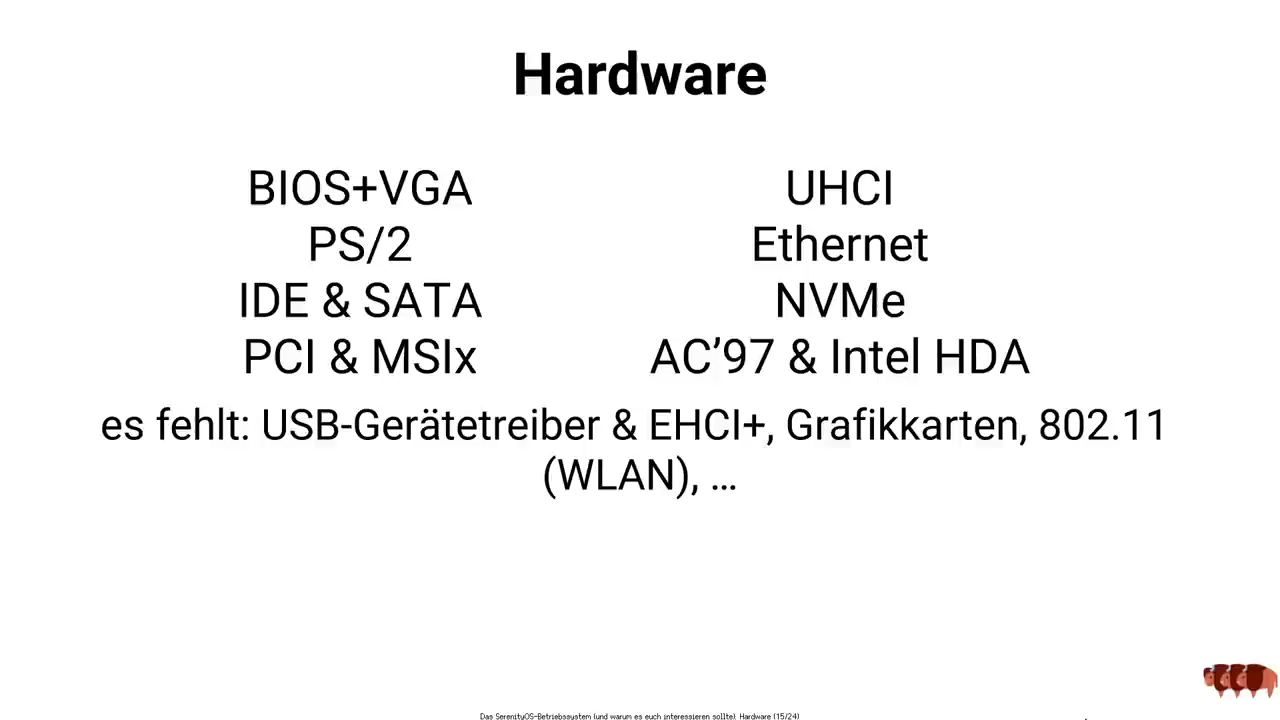 Hardware
BIOS+VGA
PS/2
IDE & SATA
PCI & MSIx
UHCI
Ethernet
NVMe
AC’97 & Intel HDA
es fehlt: USB-Gerätetreiber & EHCI+, Grafikkarten, 802.11
(WLAN), …
Das SerenityOS-Betriebssystem (und warum es euch interessieren sollte): Hardware (15/24)